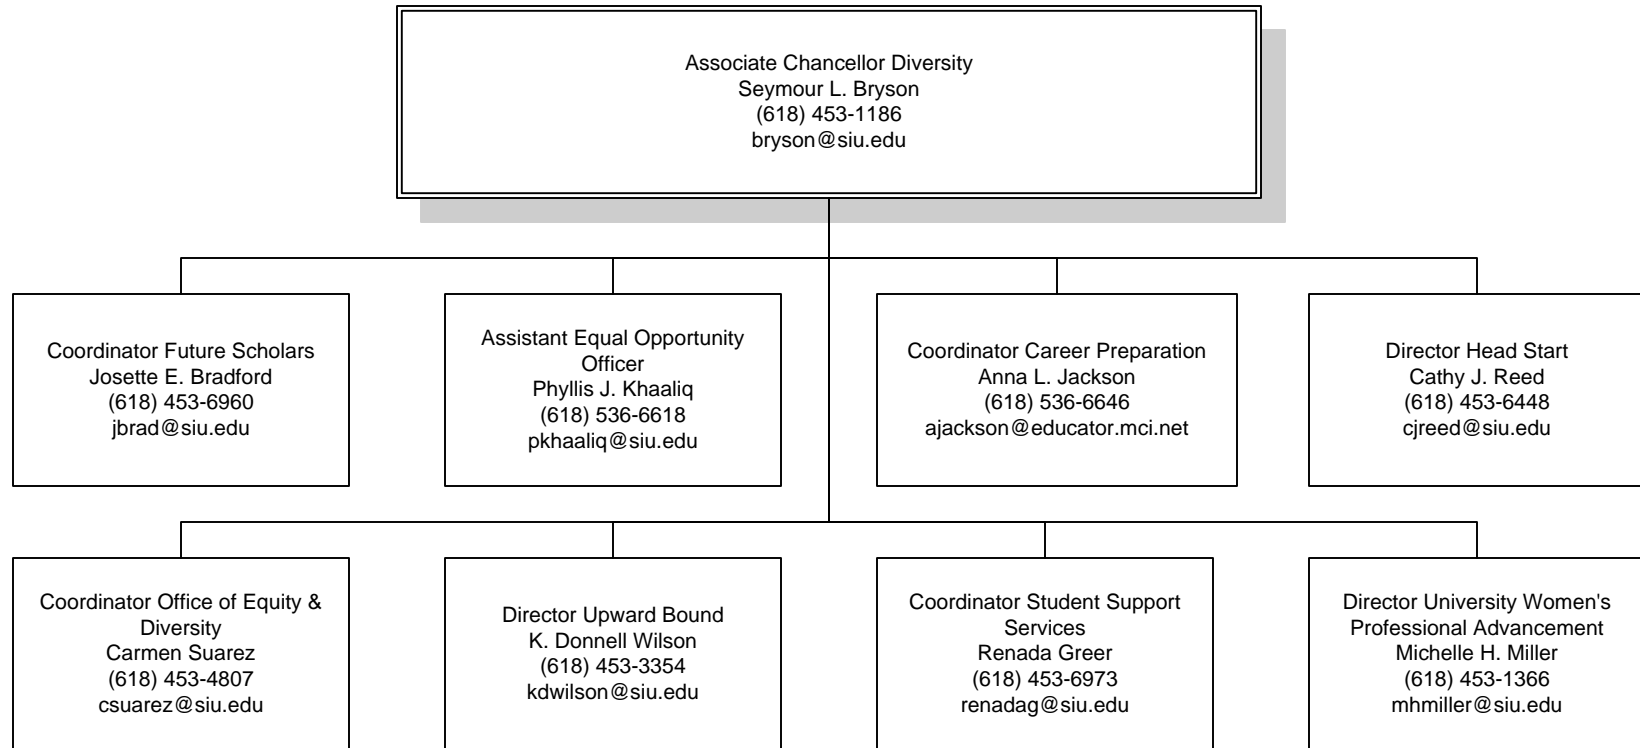 Associate Chancellor Diversity
Seymour L. Bryson
(618) 453-1186
bryson@siu.edu
Coordinator Future Scholars
Josette E. Bradford
(618) 453-6960
jbrad@siu.edu
Assistant Equal Opportunity
Officer
Phyllis J. Khaaliq
(618) 536-6618
pkhaaliq@siu.edu
Coordinator Career Preparation
Anna L. Jackson
(618) 536-6646
ajackson@educator.mci.net
Director Head Start
Cathy J. Reed
(618) 453-6448
cjreed@siu.edu
Coordinator Office of Equity &
Diversity
Carmen Suarez
(618) 453-4807
csuarez@siu.edu
Director Upward Bound
K. Donnell Wilson
(618) 453-3354
kdwilson@siu.edu
Coordinator Student Support
Services
Renada Greer
(618) 453-6973
renadag@siu.edu
Director University Women's
Professional Advancement
Michelle H. Miller
(618) 453-1366
mhmiller@siu.edu